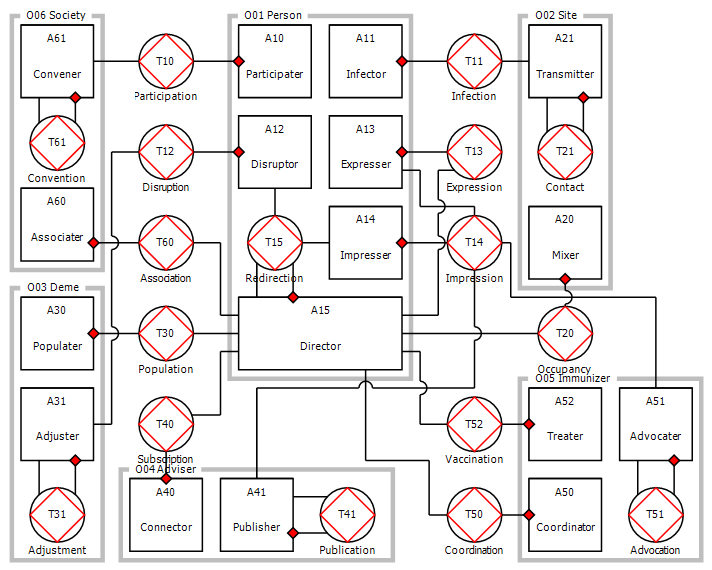 O06 Society
O01 Person
O02 Site
A61
Convener
T10
Participation
A10
Participater
A11
Infector
T11
Infection
A21
Transmitter
T61
Convention
T12
Disruption
A12
Disruptor
A13
Expresser
T13
Expression
T21
Contact
A60
Associater
T60
Association
T15
Redirection
A14
Impresser
T14
Impression
A20
Mixer
O03 Deme
A30
Populater
T30
Population
A15
Director
T20
Occupancy
O05 Immunizer
A31
Adjuster
T40
Subscription
T52
Vaccination
A52
Treater
A51
Advocater
O04 Adviser
T31
Adjustment
A40
Connector
A41
Publisher
T41
Publication
T50
Coordination
A50
Coordinator
T51
Advocation